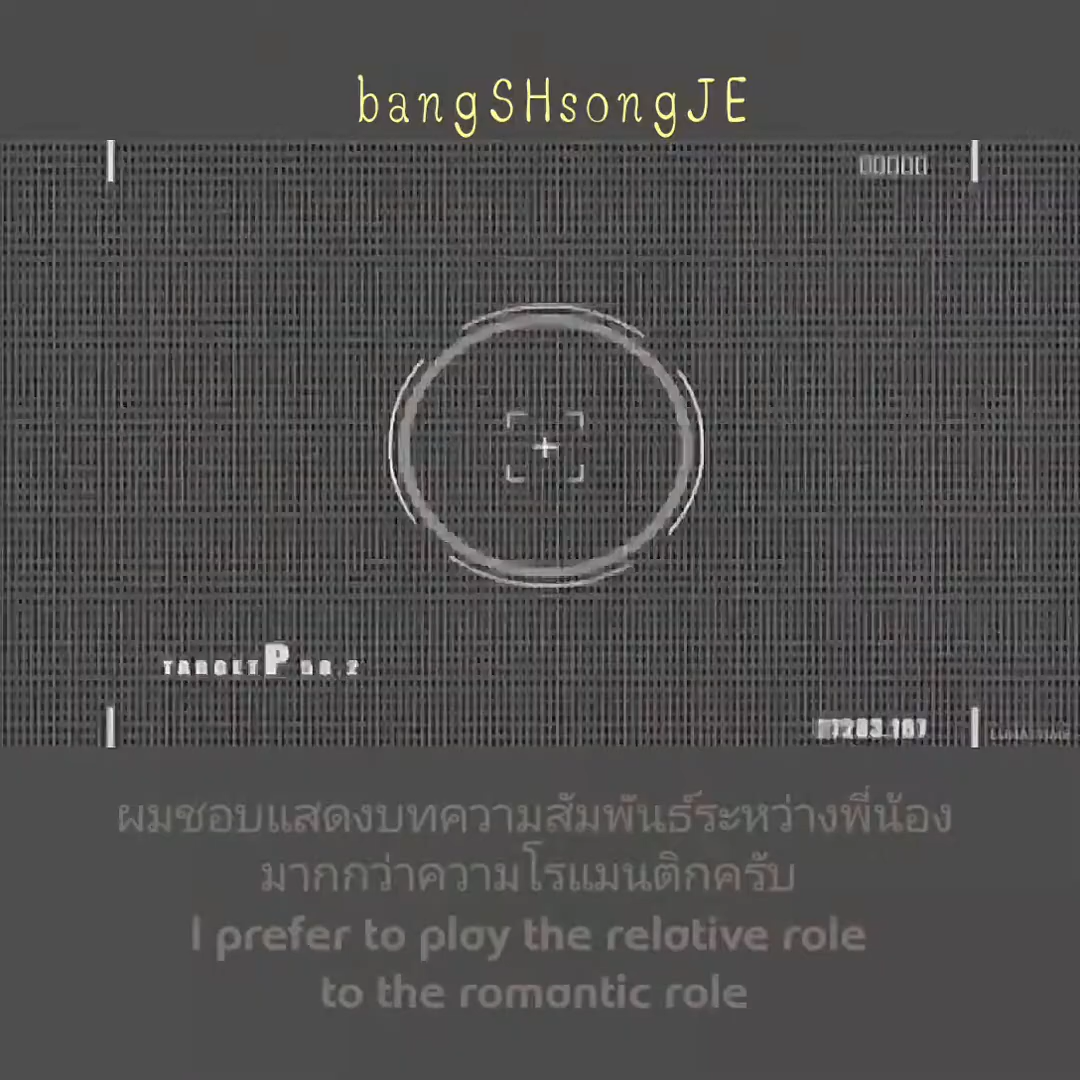 bangSHsongJE
TARGET P
ผมชอบแสดงบทความสัมพันธ์ระหว่างพี่น้อง
มากกว่าความโรแมนติกครับ
I prefer to play the relative role
to the romantic role